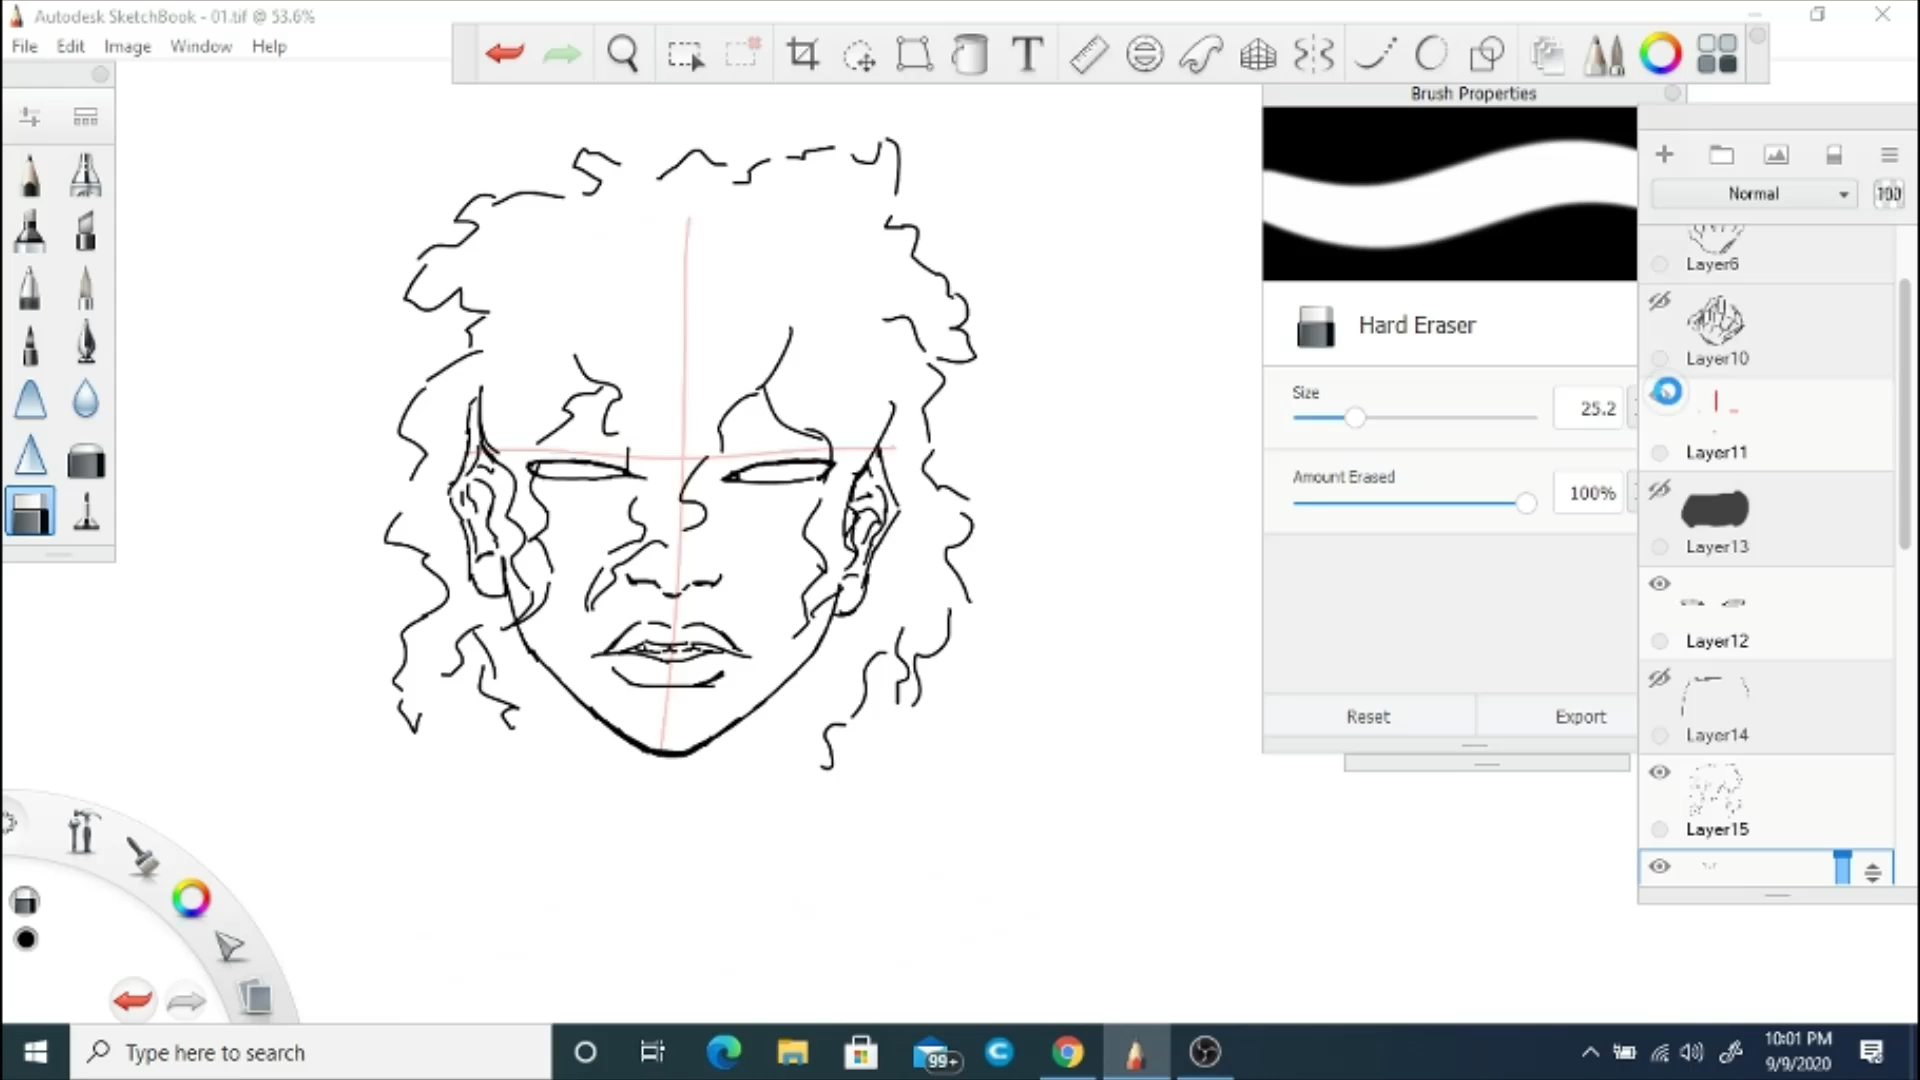 Autodesk SketchBook - 01.tif @ 53.6%
File Edit Image Window Help
T
Brush Properties
Normal 100
Layer6
Hard Eraser
Layer10
Size
25.2
Layer11
Amount Erased
100%
Layer13
Layer12
Reset Export
Layer14
Layer15
Type here to search
99+
10:01 PM
9/9/2020